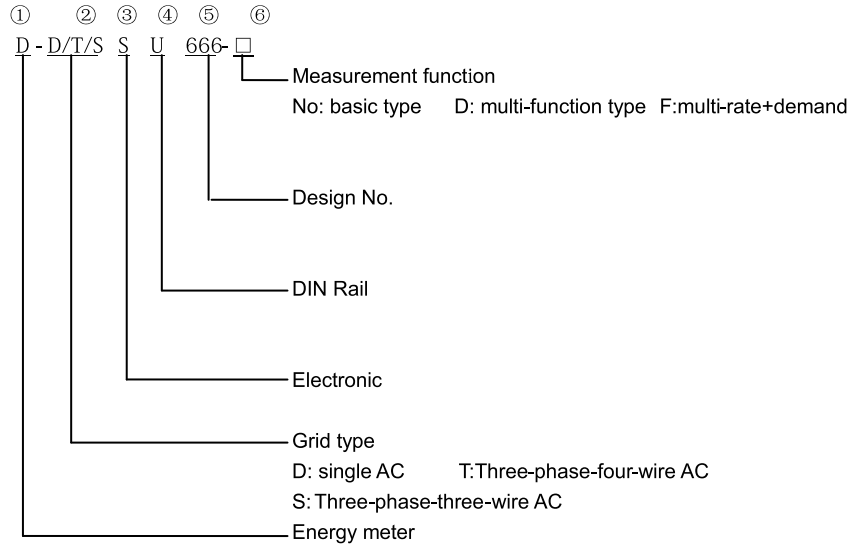 ① ② ③ ④ ⑤ ⑥
D - D/T/S S U 666- □
Measurement function
No: basic type D: multi-function type F:multi-rate+demand
Design No.
DIN Rail
Electronic
Grid type
D: single AC T:Three-phase-four-wire AC
S: Three-phase-three-wire AC
Energy meter